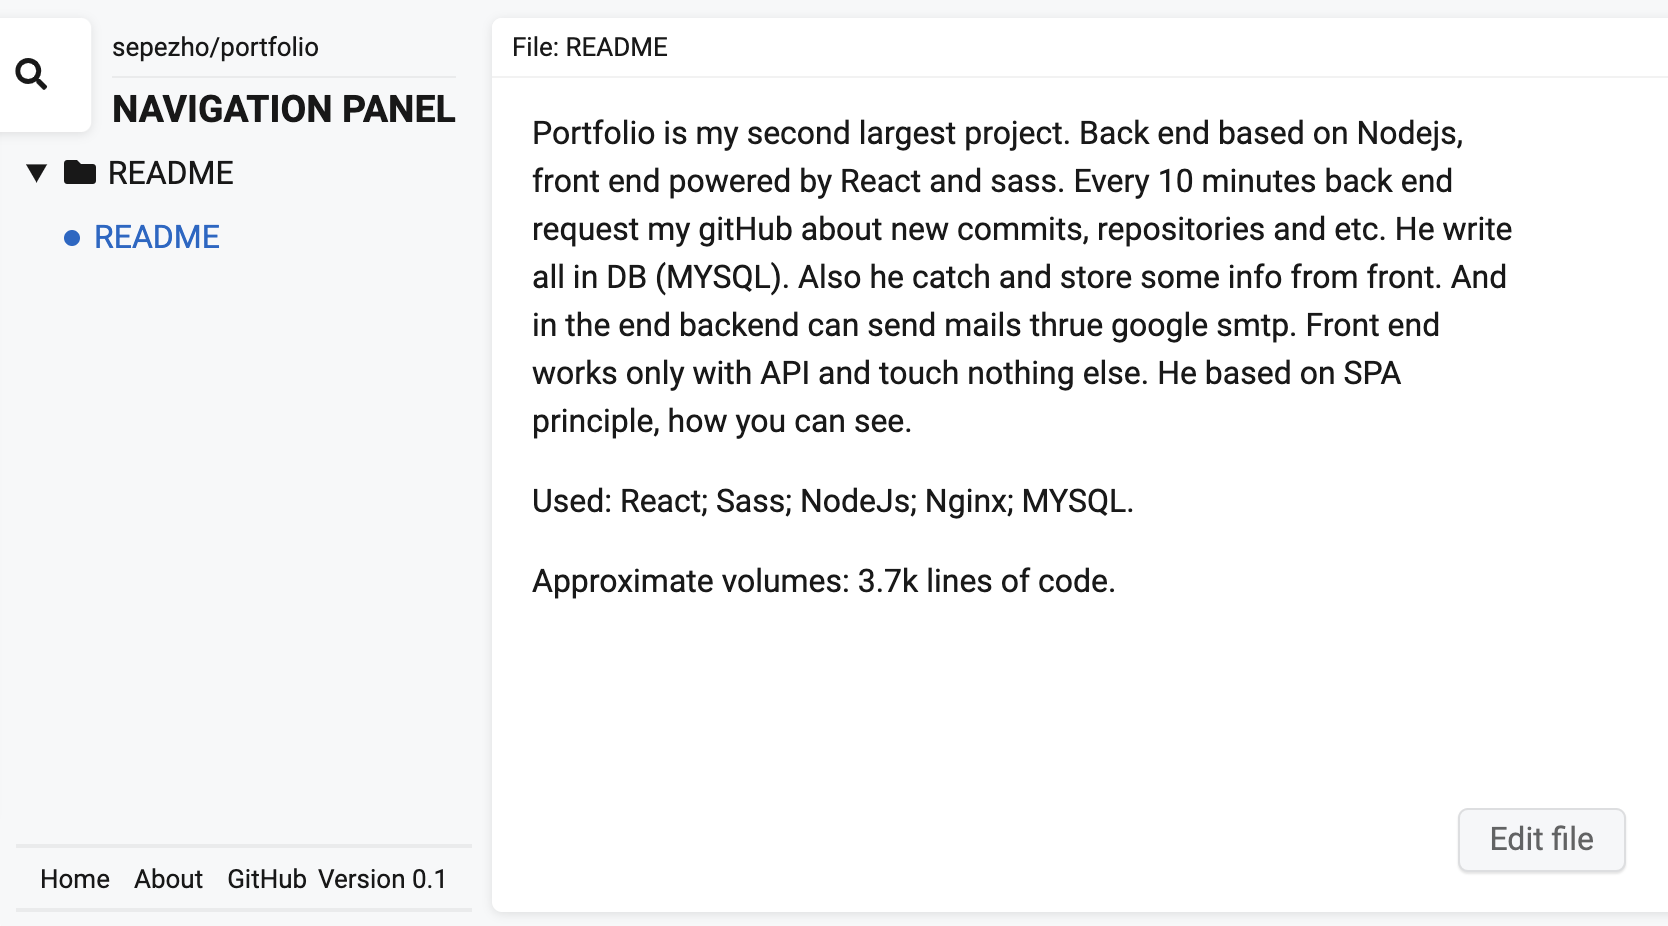 sepezho/portfolio
NAVIGATION PANEL
README
README
Home About GitHub Version 0.1
File: README
Portfolio is my second largest project. Back end based on Nodejs,
front end powered by React and sass. Every 10 minutes back end
request my gitHub about new commits, repositories and etc. He write
all in DB (MYSQL). Also he catch and store some info from front. And
in the end backend can send mails thrue google smtp. Front end
works only with API and touch nothing else. He based on SPA
principle, how you can see.
Used: React; Sass; NodeJs; Nginx; MYSQL.
Approximate volumes: 3.7k lines of code.
Edit file